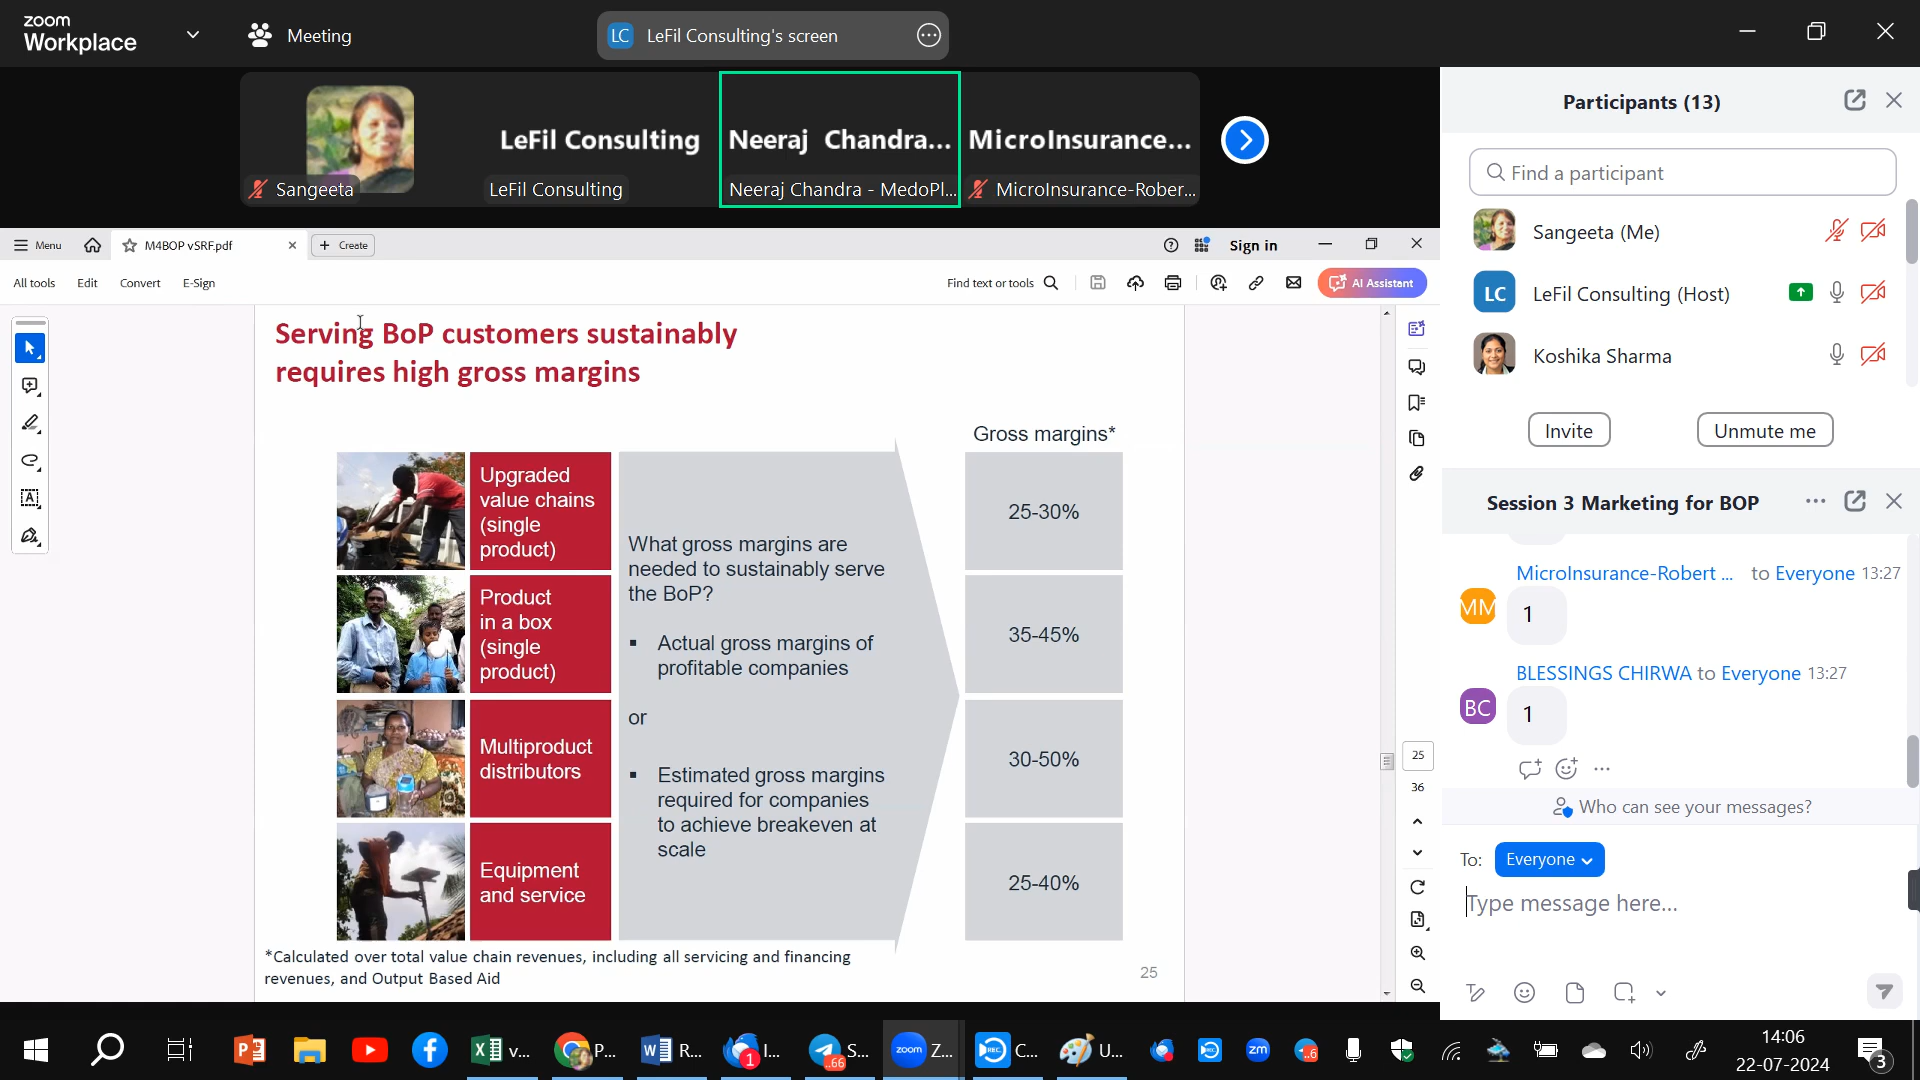 zoom
Workplace
Meeting
LC LeFil Consulting's screen
LeFil Consulting
Neeraj Chandra...
MicroInsurance...
Sangeeta
LeFil Consulting
Neeraj Chandra - MedoPl...
MicroInsurance-Rober...
Menu
M4BOP vSRF.pdf
Create
Sign in
All tools
Edit
Convert
E-Sign
Find text or tools
AI Assistant
Serving BoP customers sustainably
requires high gross margins
Gross margins*
Upgraded
value chains
(single
product)
Product
in a box
(single
product)
Multiproduct
distributors
Equipment
and service
What gross margins are
needed to sustainably serve
the BoP?
▪ Actual gross margins of
profitable companies
or
▪ Estimated gross margins
required for companies
to achieve breakeven at
scale
25-30%
35-45%
30-50%
25-40%
*Calculated over total value chain revenues, including all servicing and financing
revenues, and Output Based Aid
25
25
36
Participants (13)
Find a participant
Sangeeta (Me)
LC LeFil Consulting (Host)
Koshika Sharma
Invite
Unmute me
Session 3 Marketing for BOP
MicroInsurance-Robert ... to Everyone 13:27
MM
1
BLESSINGS CHIRWA to Everyone 13:27
BC
1
Who can see your messages?
To: Everyone
Type message here...
X v...
P...
W R...
1 I...
.66 S...
zoom Z...
REC C...
U...
REC
zm
..6
14:06
22-07-2024
3